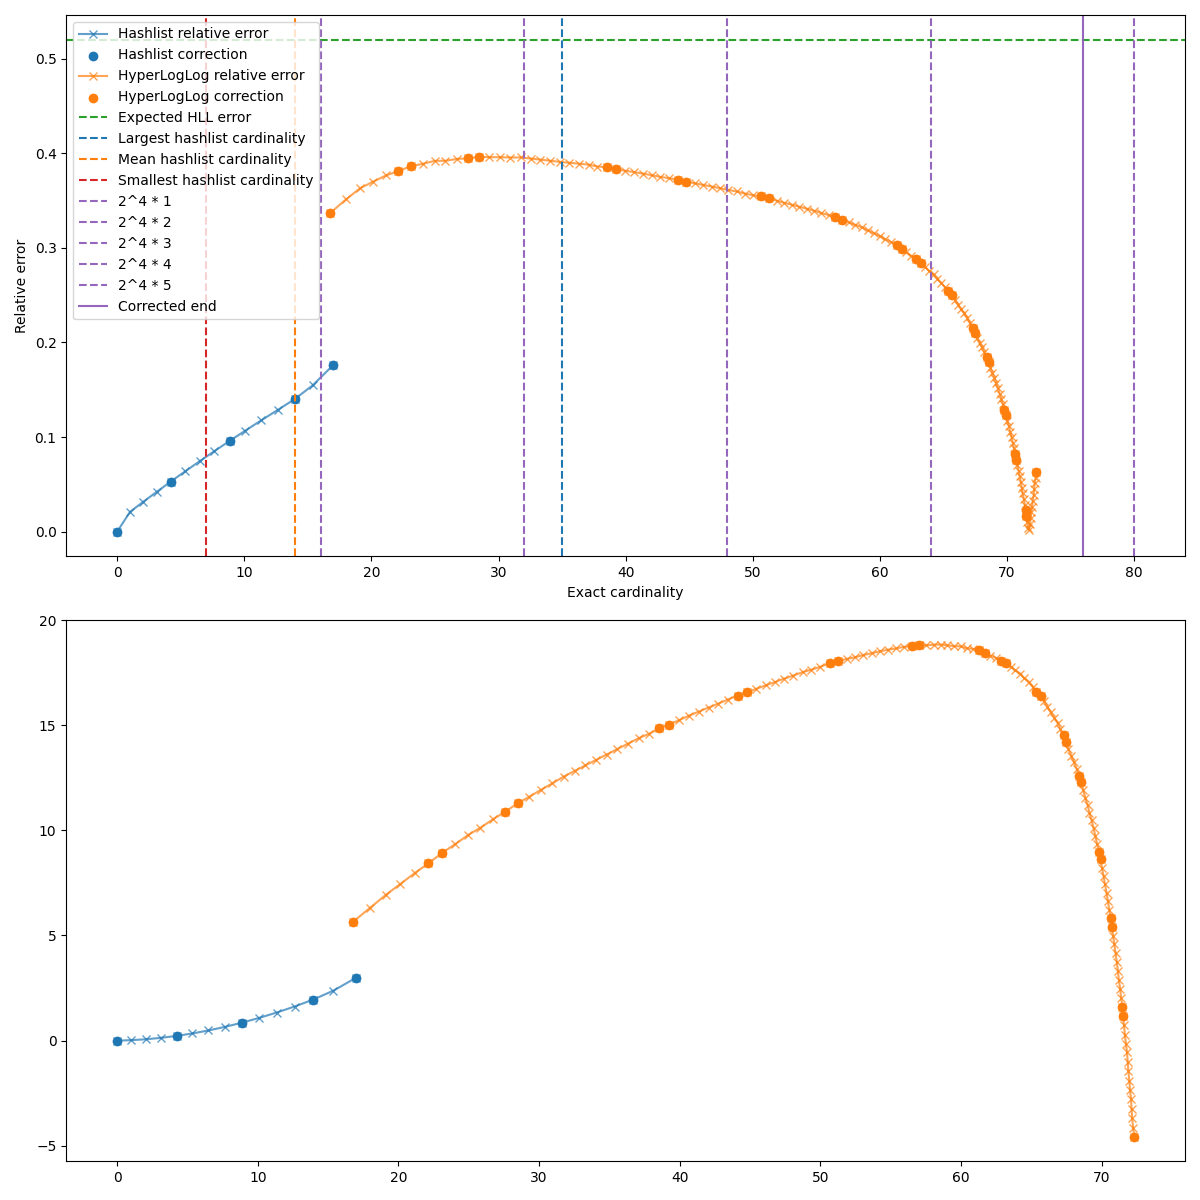 Hashlist relative error
Hashlist correction
HyperLogLog relative error
HyperLogLog correction
Expected HLL error
Largest hashlist cardinality
Mean hashlist cardinality
Smallest hashlist cardinality
2^4 * 1
2^4 * 2
2^4 * 3
2^4 * 4
2^4 * 5
Corrected end
Relative error
0.5
0.4
0.3
0.2
0.1
0.0
0 10 20 30 40 50 60 70 80
Exact cardinality
20
15
10
5
0
−5
0 10 20 30 40 50 60 70